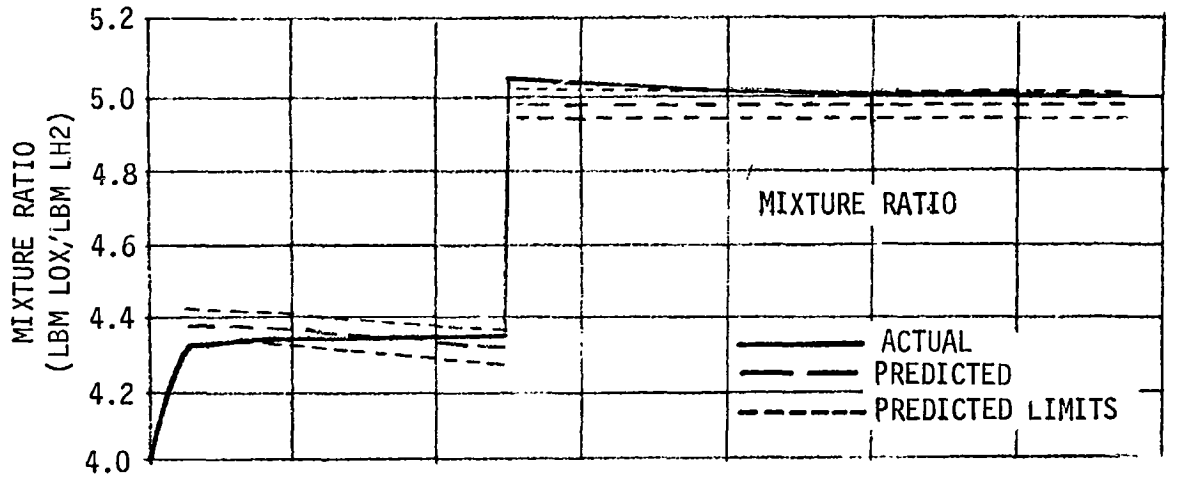 5.2
5.0
4.8
4.6
4.4
4.2
4.0
MIXTURE RATIO
(LBM LOX/LBM LH2)
MIXTURE RATIO
ACTUAL
PREDICTED
PREDICTED LIMITS